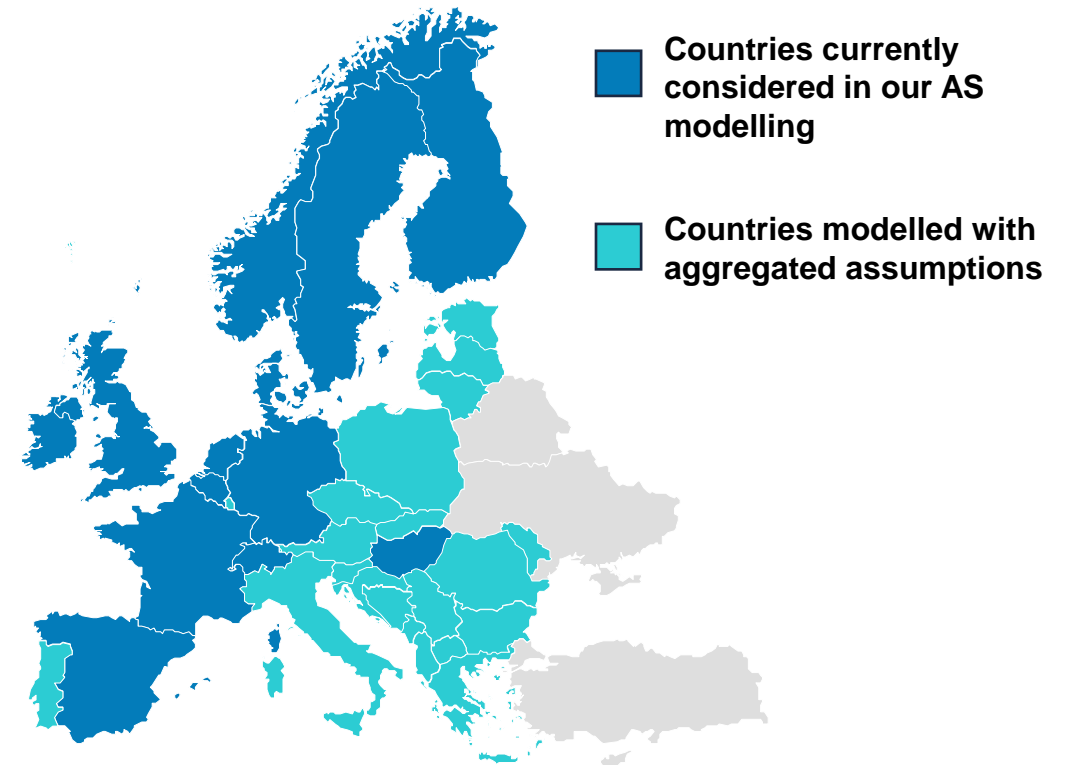 Countries currently
considered in our AS
modelling
Countries modelled with
aggregated assumptions